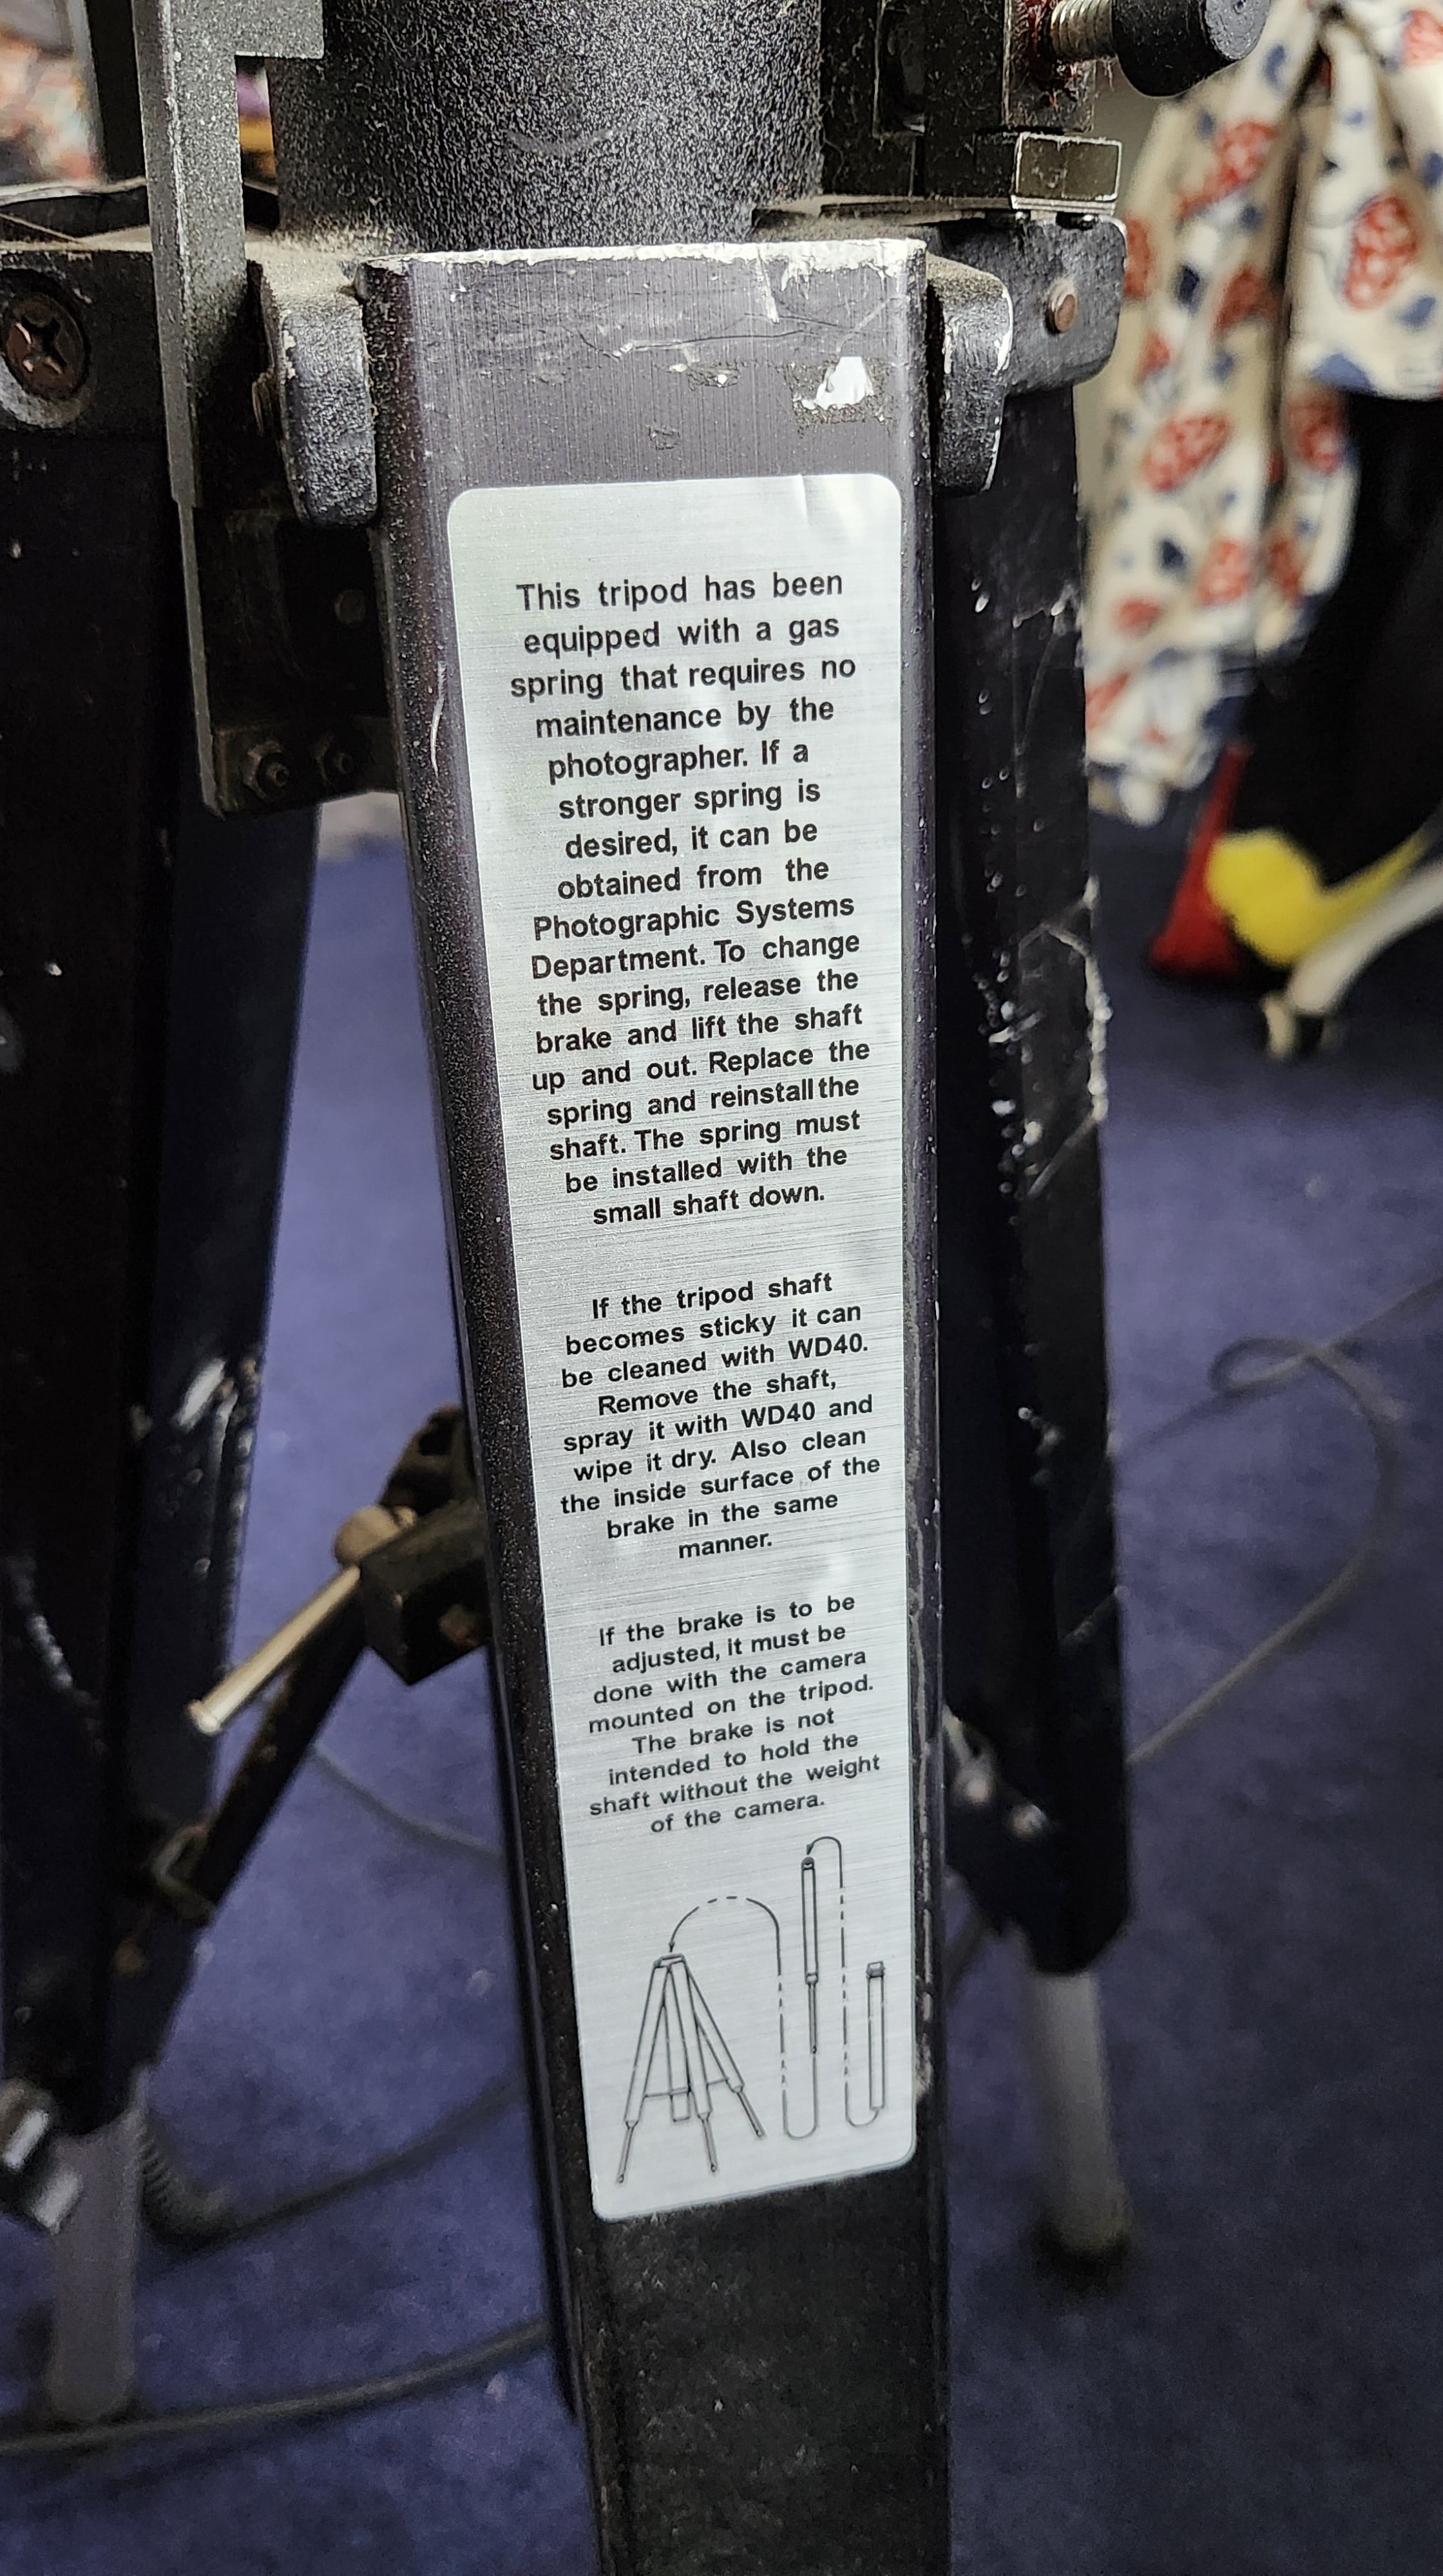 This tripod has been
equipped with a gas
spring that requires no
maintenance by the
photographer. If a
stronger spring is
desired, it can be
obtained from the
Photographic Systems
Department. To change
the spring, release the
brake and lift the shaft
up and out. Replace the
spring and reinstall the
shaft. The spring must
be installed with the
small shaft down.
If the tripod shaft
becomes sticky it can
be cleaned with WD40.
Remove the shaft,
spray it with WD40 and
wipe it dry. Also clean
the inside surface of the
brake in the same
manner.
If the brake is to be
adjusted, it must be
done with the camera
mounted on the tripod.
The brake is not
intended to hold the
shaft without the weight
of the camera.